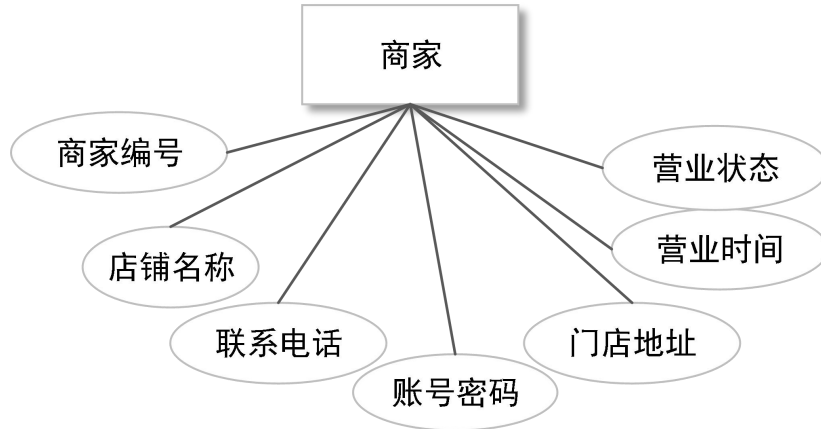 商家
商家编号
营业状态
店铺名称
营业时间
联系电话
门店地址
账号密码